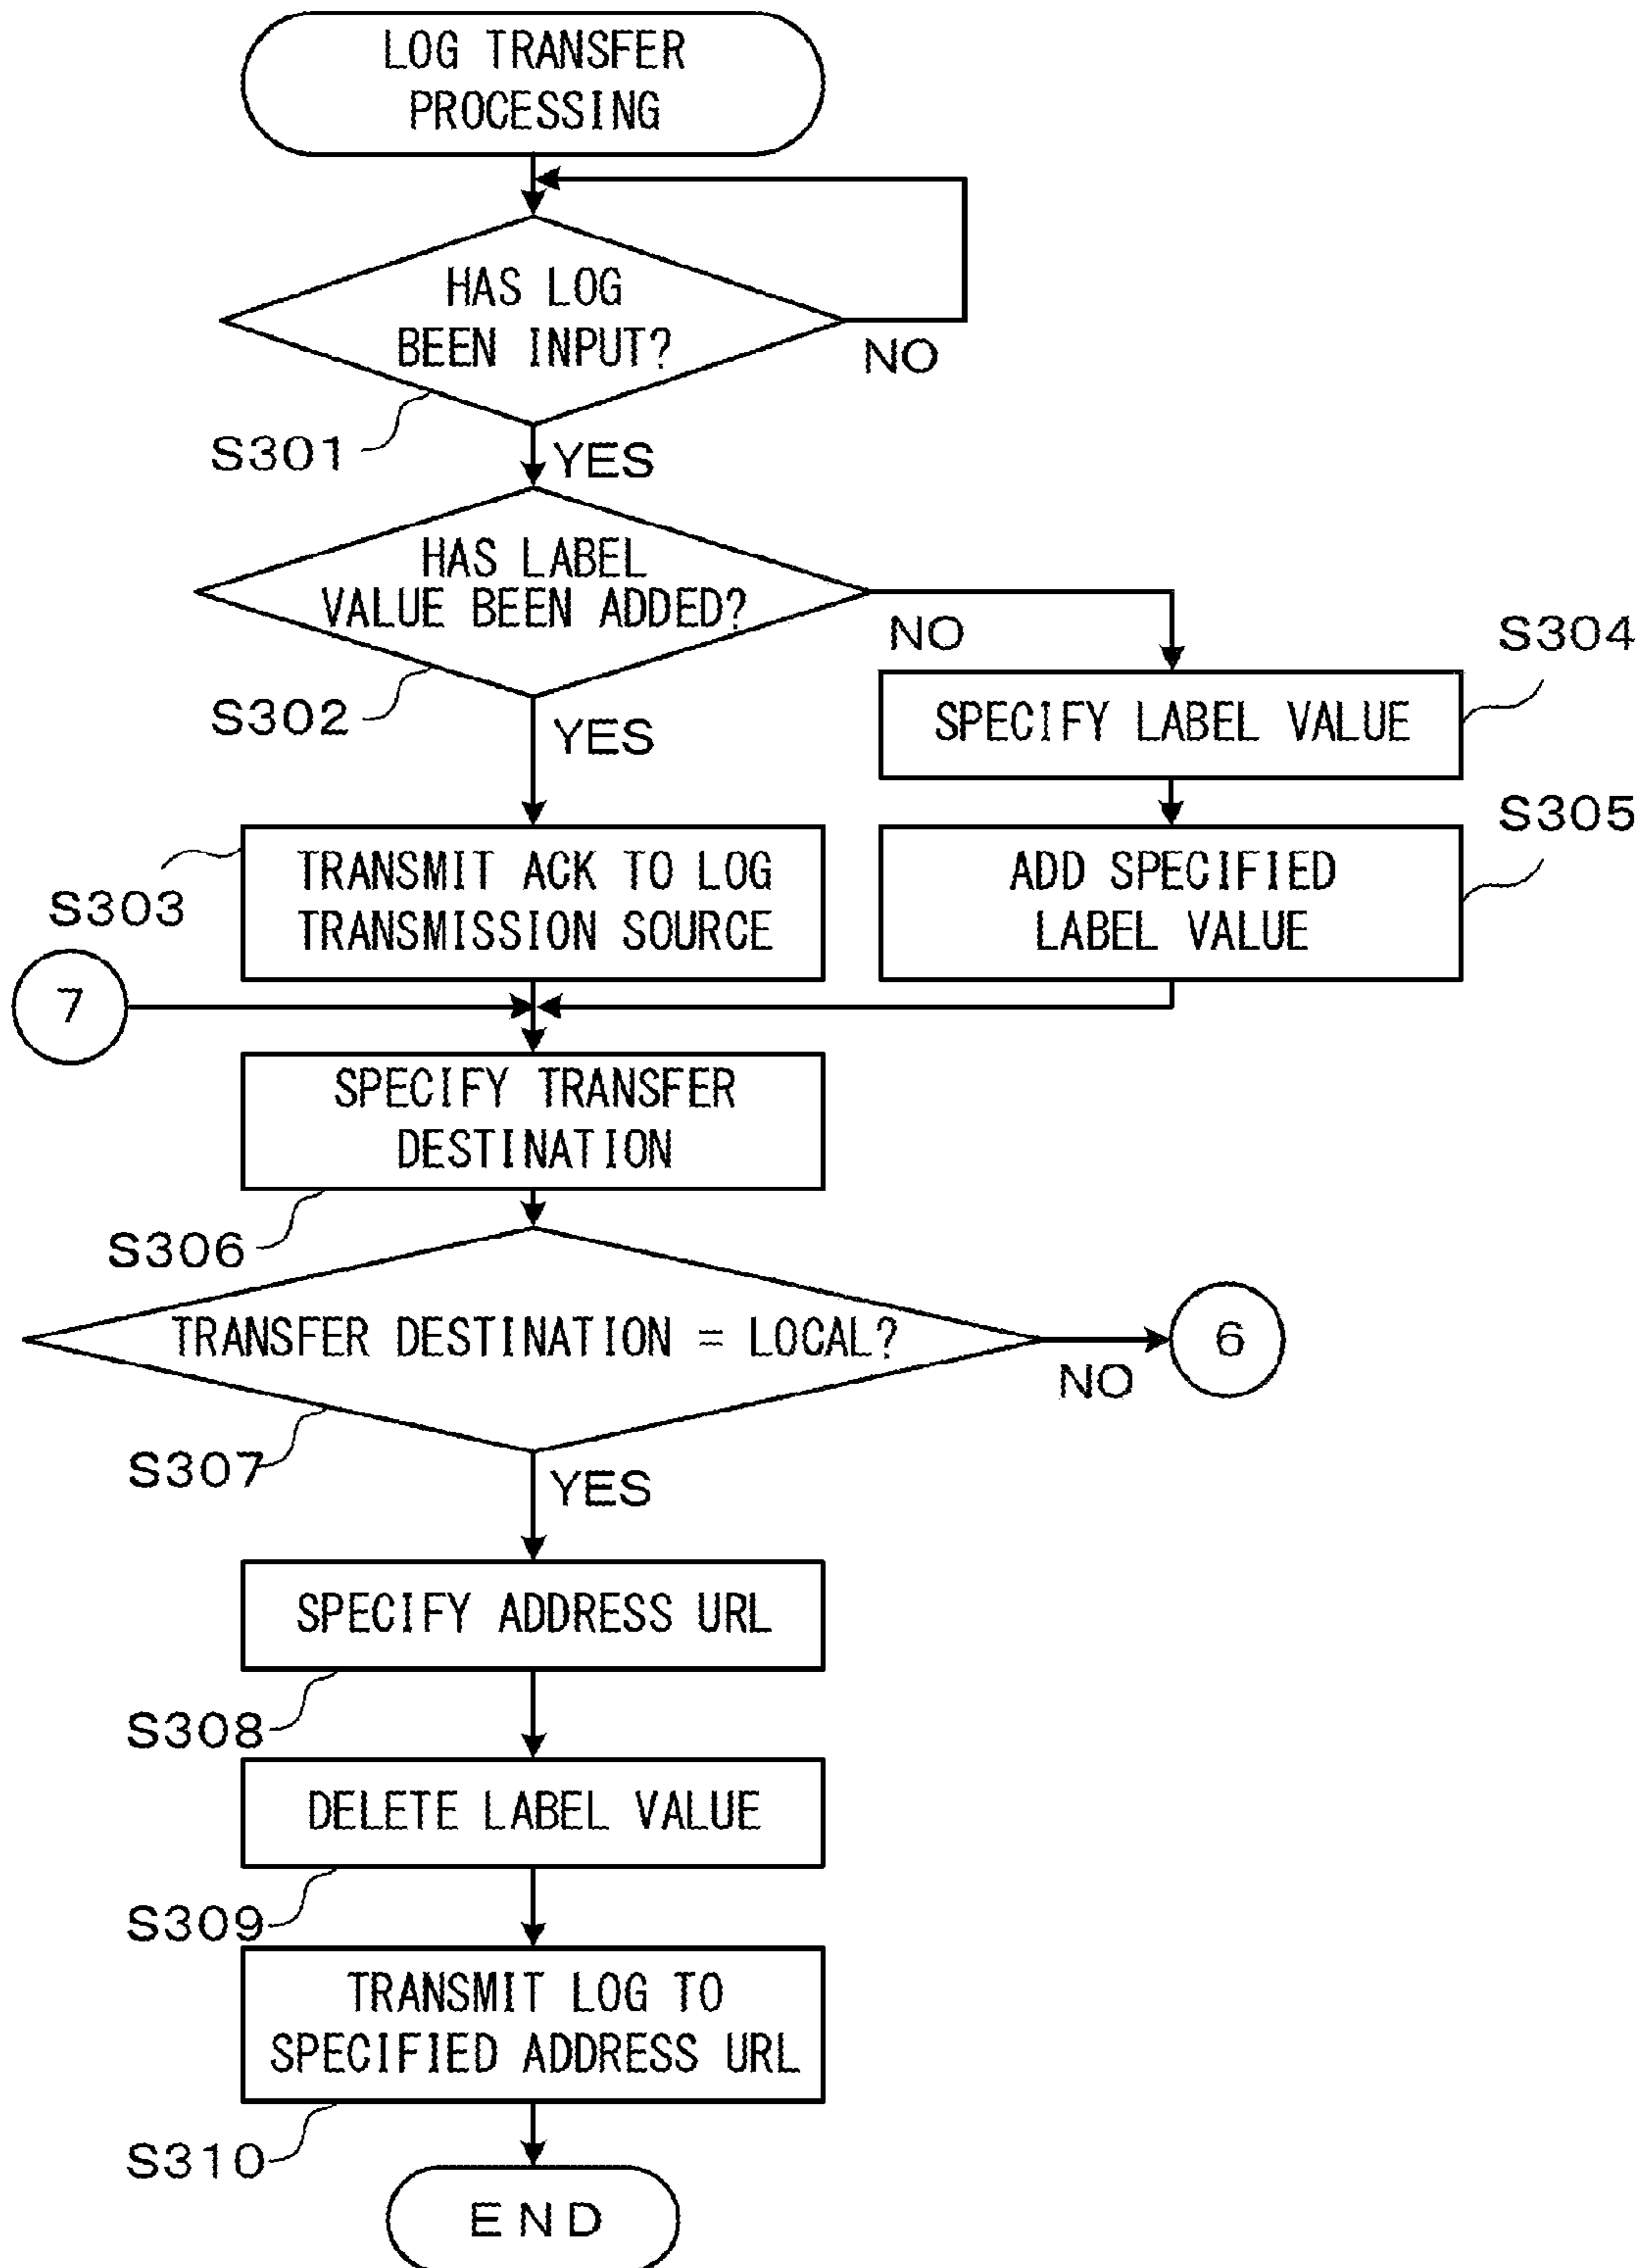 LOG TRANSFER
PROCESSING
HAS LOG
BEEN INPUT?
NO
S301
YES
HAS LABEL
VALUE BEEN ADDED?
NO
S304
S302
YES
SPECIFY LABEL VALUE
S305
TRANSMIT ACK TO LOG
TRANSMISSION SOURCE
ADD SPECIFIED
LABEL VALUE
S303
7
SPECIFY TRANSFER
DESTINATION
S306
TRANSFER DESTINATION = LOCAL?
6
NO
S307
YES
SPECIFY ADDRESS URL
S308
DELETE LABEL VALUE
S309
TRANSMIT LOG TO
SPECIFIED ADDRESS URL
S310
END